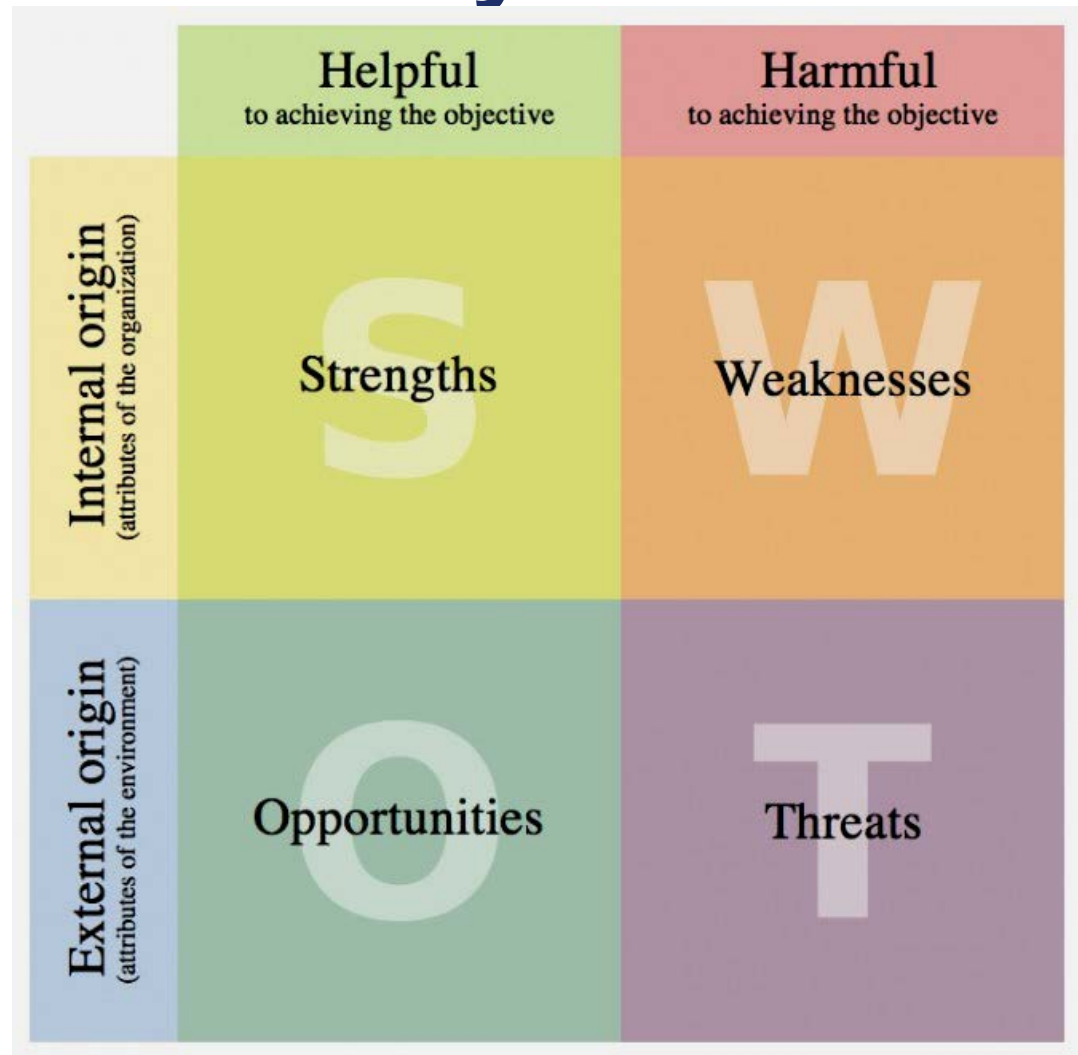 Helpful
to achieving the objective
Harmful
to achieving the objective
Internal origin
(attributes of the organization)
S
Strengths
W
Weaknesses
External origin
(attributes of the environment)
O
Opportunities
T
Threats